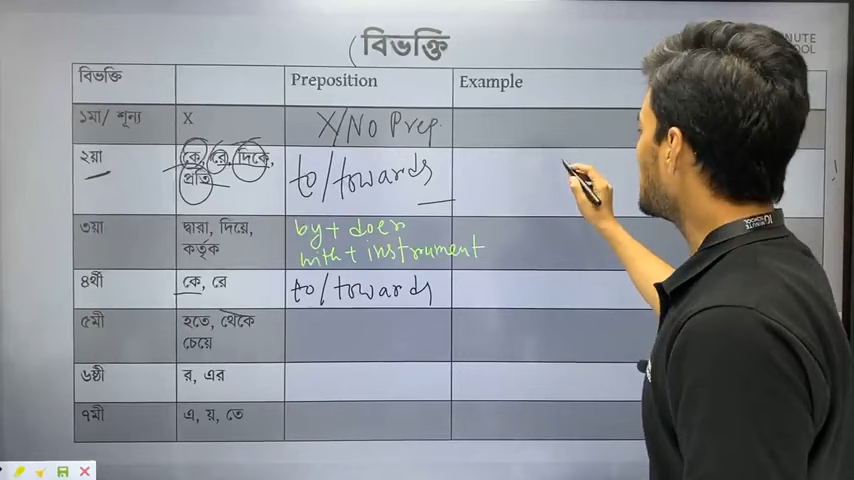 (বিভক্তি
বিভক্তি Preposition Example
১মা/ শূন্য X X/No Prep.
২য়া কে, রে, দিকে, to/towards
প্রতি
৩য়া দ্বারা, দিয়ে, by + doer
কর্তৃক with + instrument
৪র্থী কে, রে to/towards
৫মী হতে, থেকে
চেয়ে
৬ষ্ঠী র, এর
৭মী এ, য়, তে